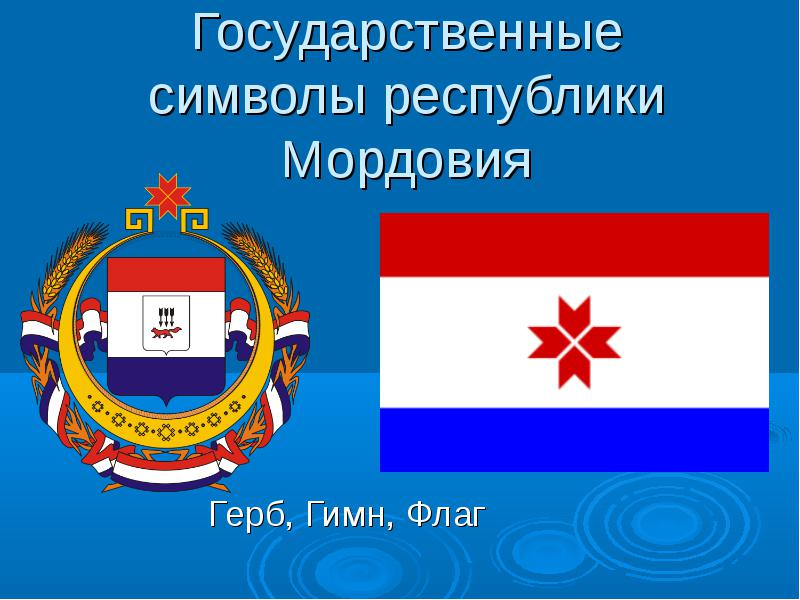 Государственные
символы республики
Мордовия
Герб, Гимн, Флаг